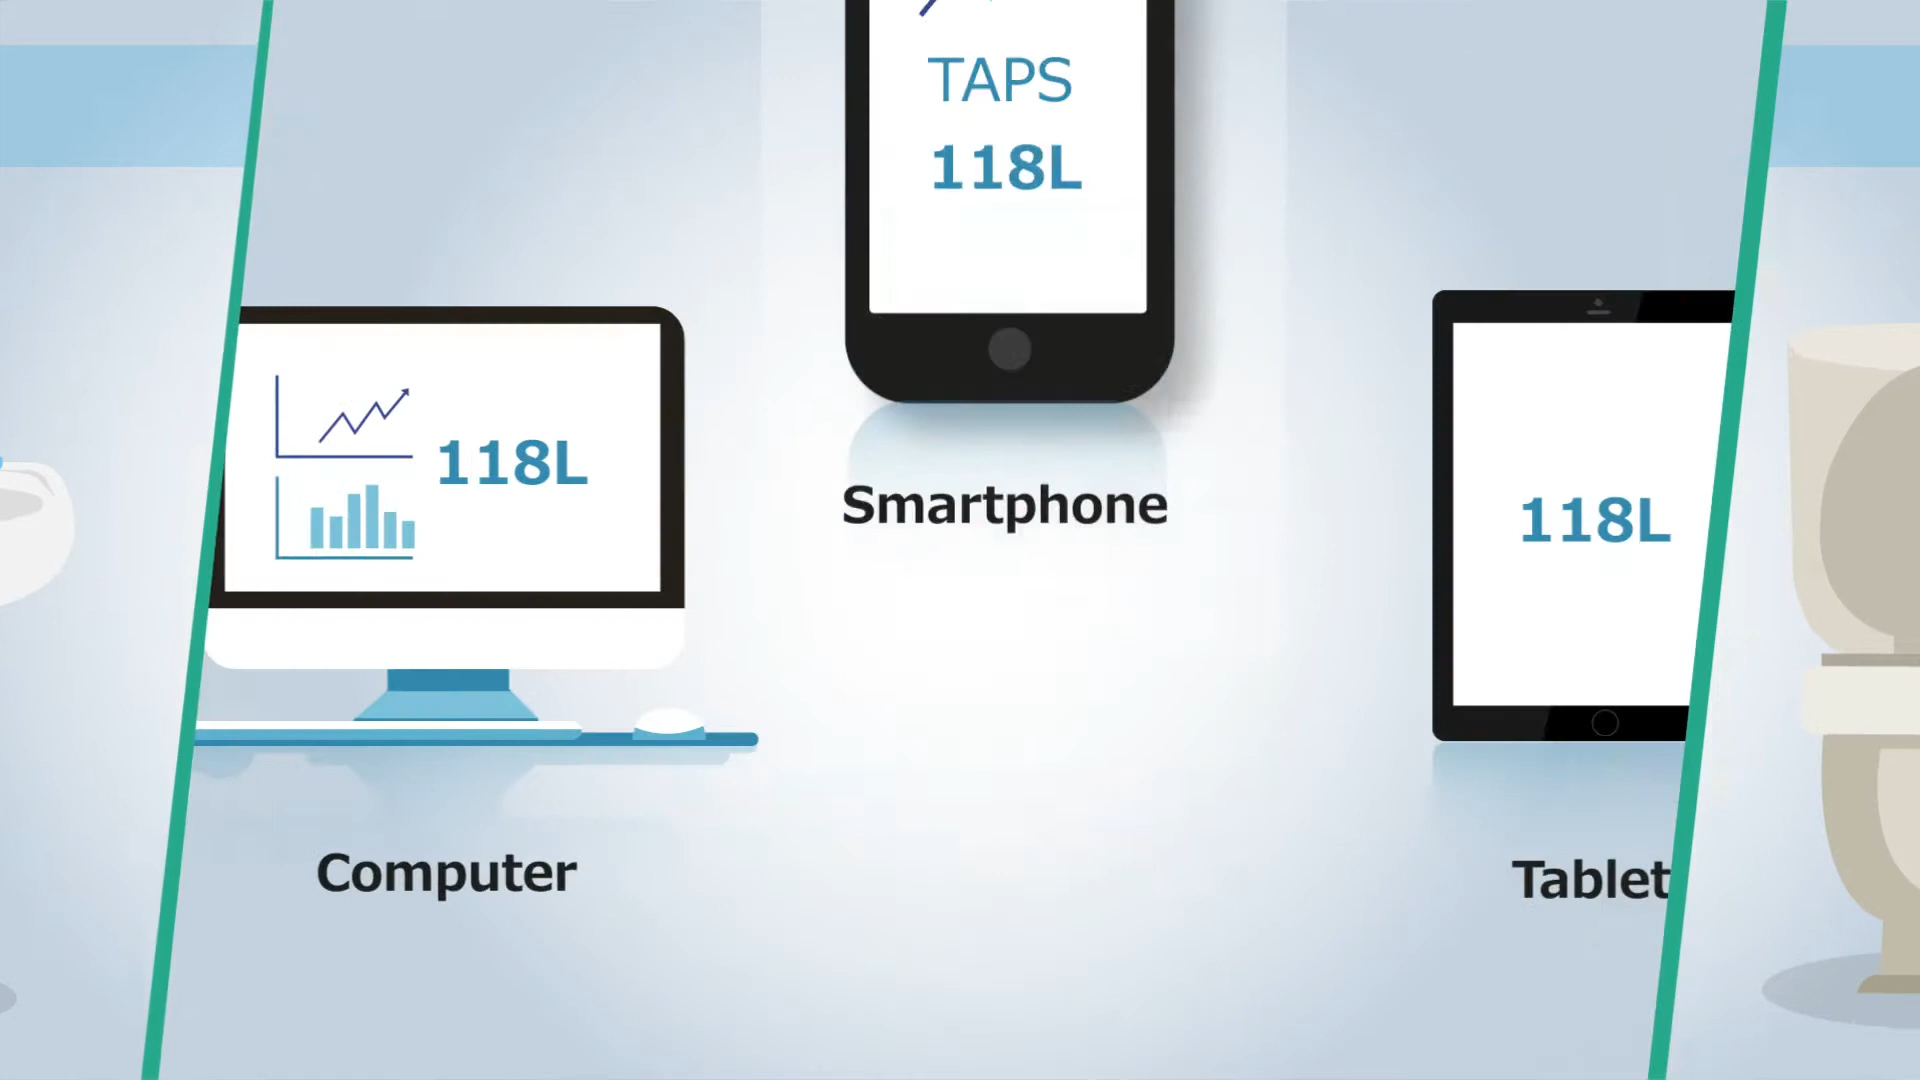 TAPS
118L
118L
Smartphone
118L
Computer
Tablet